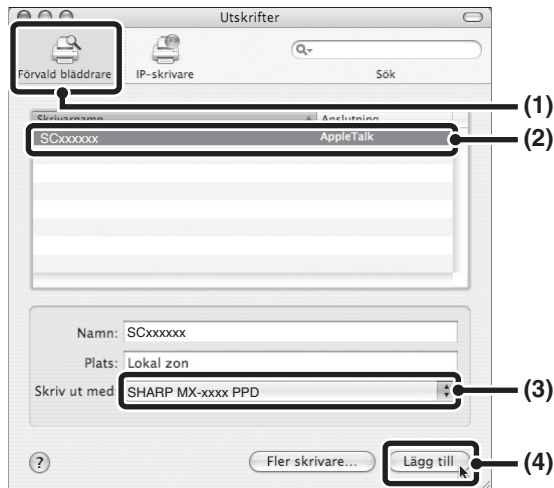 Utskrifter
Förvald bläddrare
IP-skrivare
Sök
(1)
Skrivarnamn
Anslutning
SCxxxxxx
AppleTalk
(2)
Namn: SCxxxxxx
Plats: Lokal zon
Skriv ut med: SHARP MX-xxxx PPD
(3)
?
Fler skrivare...
Lägg till
(4)